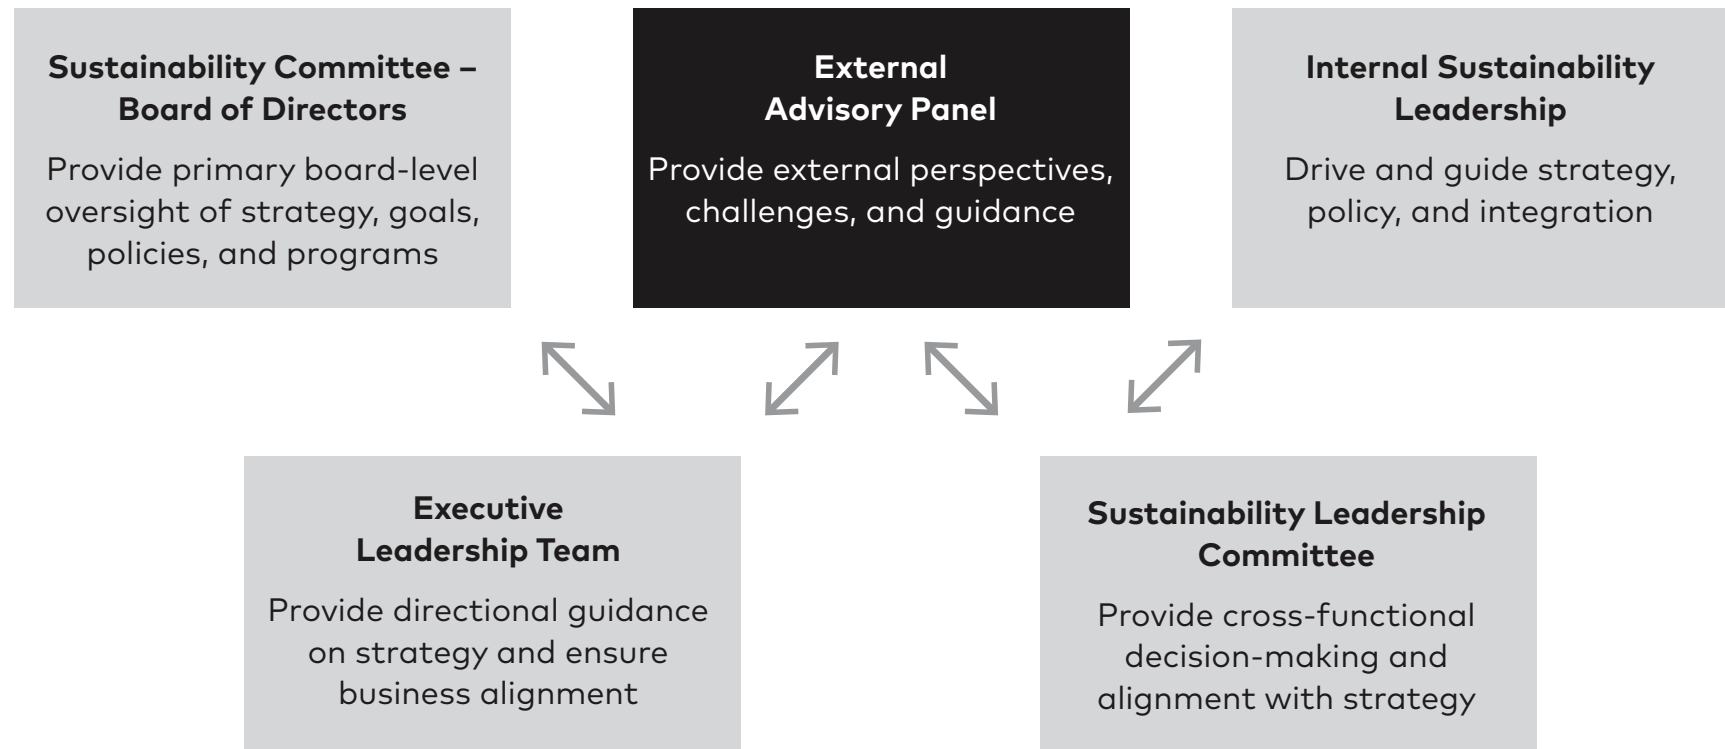 Sustainability Committee –
Board of Directors
Provide primary board-level
oversight of strategy, goals,
policies, and programs
External
Advisory Panel
Provide external perspectives,
challenges, and guidance
Internal Sustainability
Leadership
Drive and guide strategy,
policy, and integration
Executive
Leadership Team
Provide directional guidance
on strategy and ensure
business alignment
Sustainability Leadership
Committee
Provide cross-functional
decision-making and
alignment with strategy